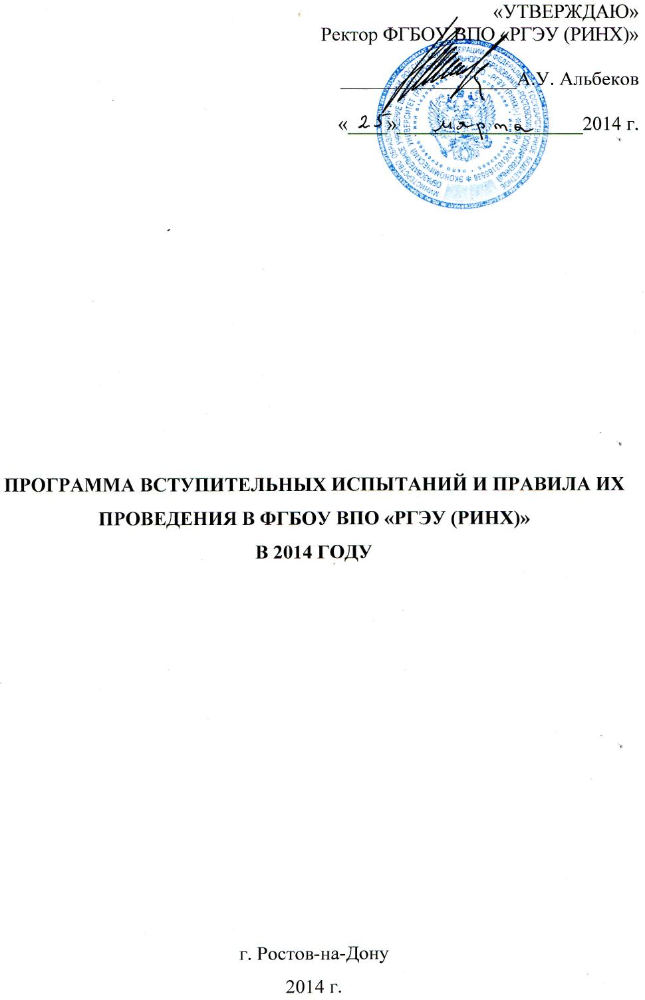 «УТВЕРЖДАЮ»
Ректор ФГБОУ ВПО «РГЭУ (РИНХ)»
А.У. Альбеков
«25» марта 2014 г.
ПРОГРАММА ВСТУПИТЕЛЬНЫХ ИСПЫТАНИЙ И ПРАВИЛА ИХ
ПРОВЕДЕНИЯ В ФГБОУ ВПО «РГЭУ (РИНХ)»
В 2014 ГОДУ
г. Ростов-на-Дону
2014 г.